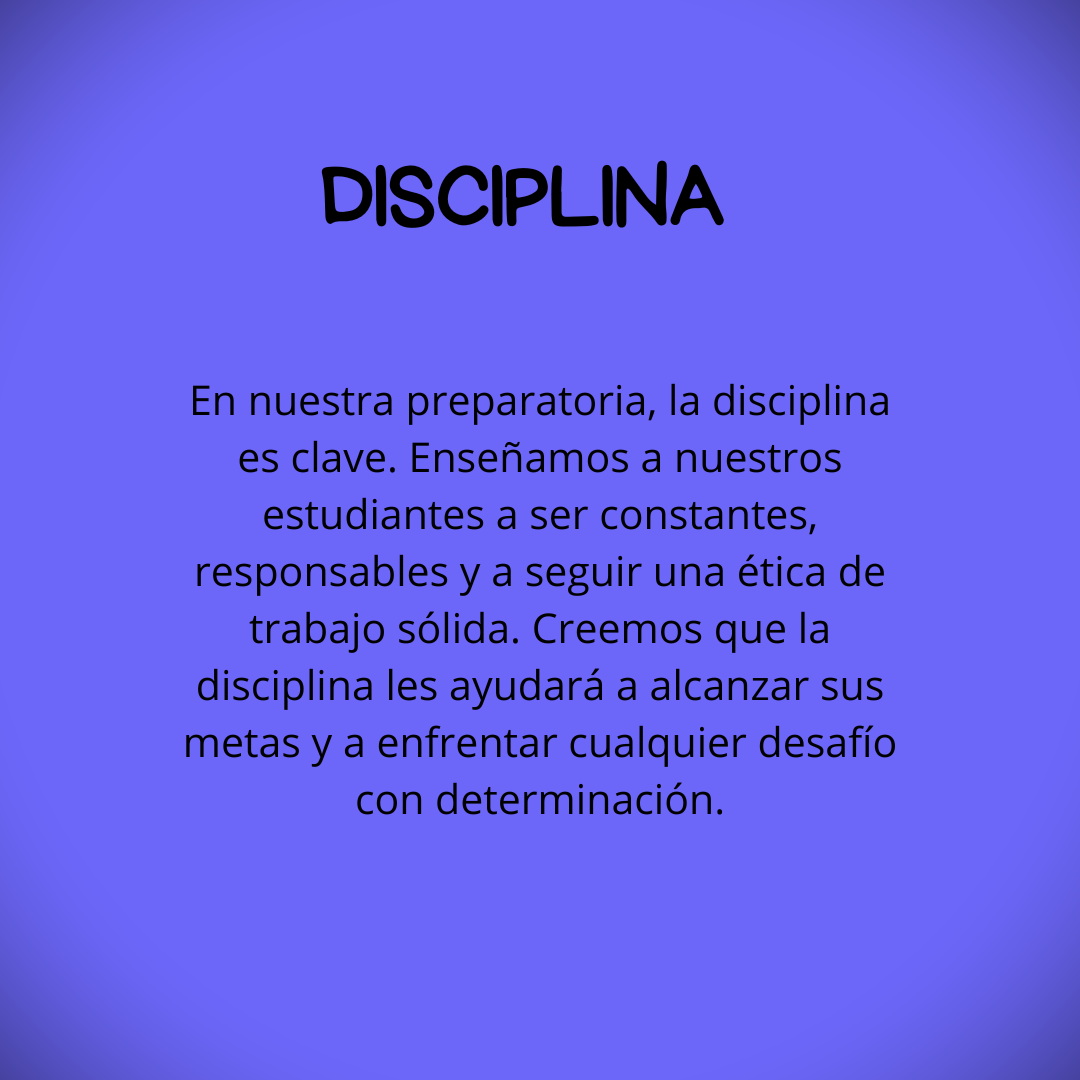 DISCIPLINA
En nuestra preparatoria, la disciplina
es clave. Enseñamos a nuestros
estudiantes a ser constantes,
responsables y a seguir una ética de
trabajo sólida. Creemos que la
disciplina les ayudará a alcanzar sus
metas y a enfrentar cualquier desafío
con determinación.